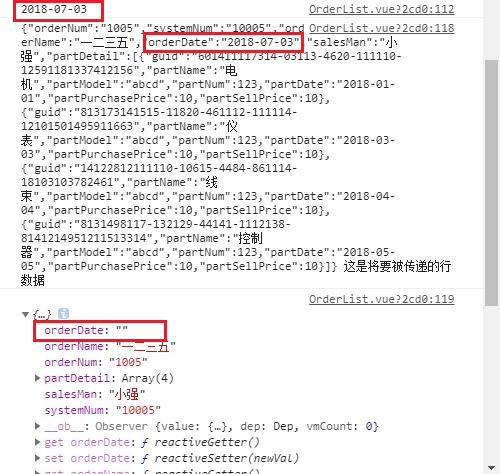 2018-07-03 OrderList.vue?2cd0:112
OrderList.vue?2cd0:118
{"orderNum":"1005","systemNum":"10005","ord
erName":"一二三五","orderDate":"2018-07-03","salesMan":"小
强","partDetail":[{"guid":"601411117314-03113-4620-111110-
12591181337412156","partName":"电
机","partModel":"abcd","partNum":123,"partDate":"2018-01-
01","partPurchasePrice":10,"partSellPrice":10},
{"guid":"813173141515-11820-461112-111114-
12101501495911663","partName":"仪
表","partModel":"abcd","partNum":123,"partDate":"2018-03-
03","partPurchasePrice":10,"partSellPrice":10},
{"guid":"14122812111110-10615-4484-861114-
18103103782461","partName":"线
束","partModel":"abcd","partNum":123,"partDate":"2018-04-
04","partPurchasePrice":10,"partSellPrice":10},
{"guid":"8131498117-132129-44141-1112138-
8141214951211513314","partName":"控制
器","partModel":"abcd","partNum":123,"partDate":"2018-05-
05","partPurchasePrice":10,"partSellPrice":10}]} 这是将要被传递的行
数据
OrderList.vue?2cd0:119
▼{…} i
orderDate: ""
orderName: "一二三五"
orderNum: "1005"
▶ partDetail: Array(4)
salesMan: "小强"
systemNum: "10005"
▶ __ob__: Observer {value: {…}, dep: Dep, vmCount: 0}
▶ get orderDate: ƒ reactiveGetter()
▶ set orderDate: ƒ reactiveSetter(newVal)